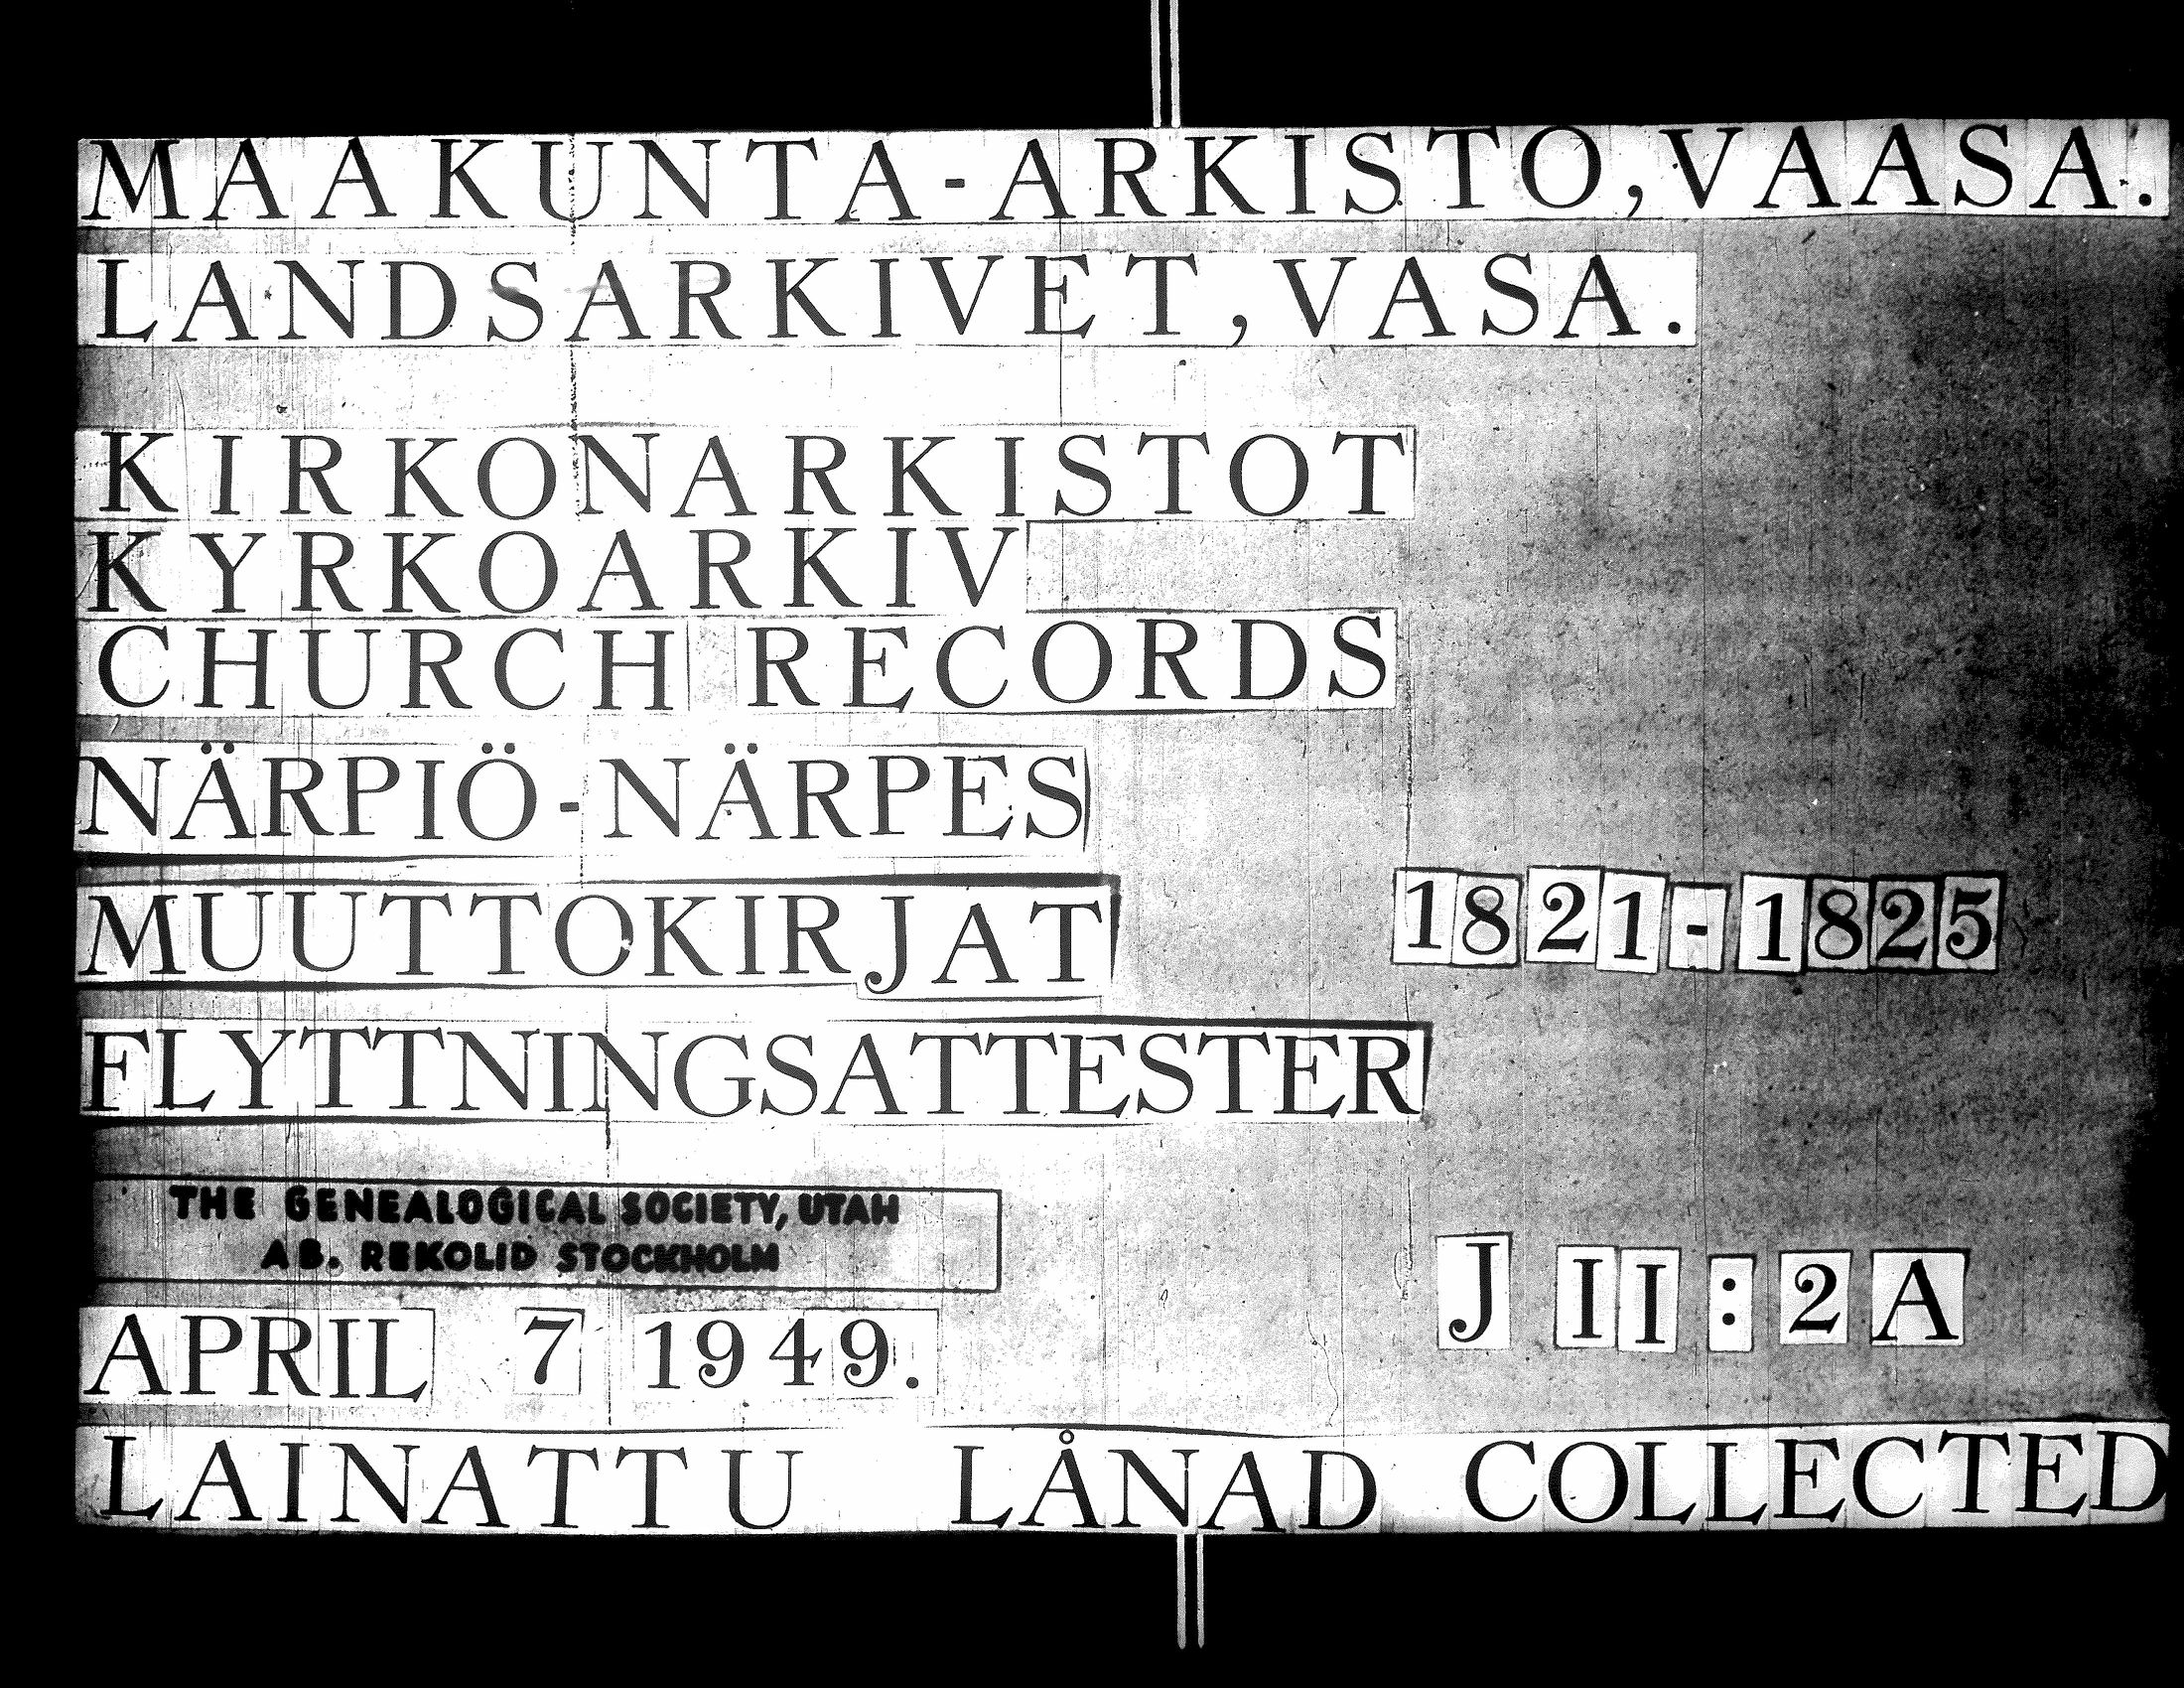 MAAKUNTA-ARKISTO, VAASA.
LANDSARKIVET, VASA.
KIRKONARKISTOT
KYRKOARKIV
CHURCH RECORDS
NÄRPIÖ-NÄRPES
MUUTTOKIRJAT 1821-1825
FLYTTNINGSATTESTER
THE GENEALOGICAL SOCIETY, UTAH
AB. REKOLID STOCKHOLM
J II : 2 A
APRIL 7 1949.
LAINATTU LÅNAD COLLECTED